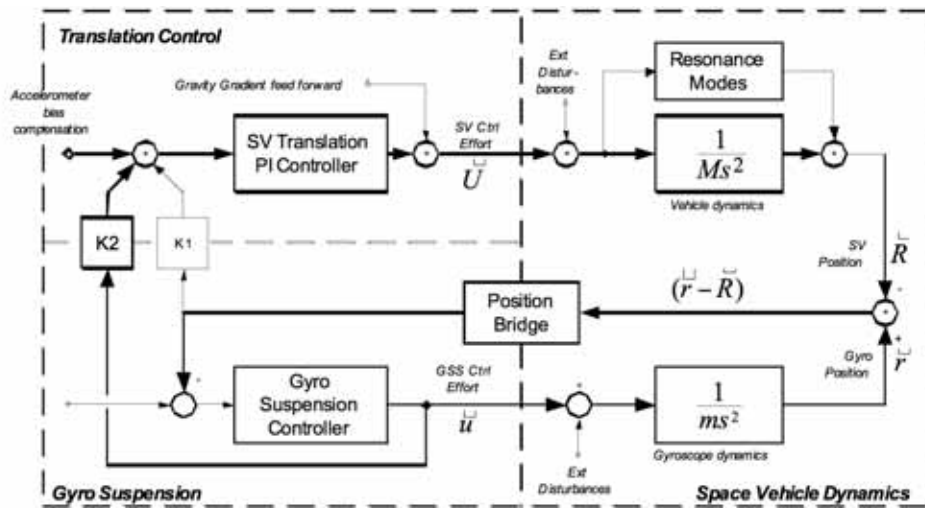 Translation Control
Accelerometer
bias
compensation
Gravity Gradient feed forward
SV Translation
PI Controller
SV Ctrl
Effort
U
Ext
Distur-
bances
Resonance
Modes
1
Ms²
Vehicle dynamics
K2
K1
SV
Position
R
-
(r − R)
Position
Bridge
+
Gyro
Position
r
-
Gyro
Suspension
Controller
GSS Ctrl
Effort
u
+
1
ms²
Gyroscope dynamics
Ext
Disturbances
Gyro Suspension
Space Vehicle Dynamics